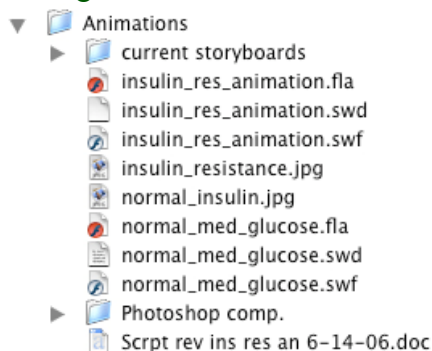 Animations
current storyboards
insulin_res_animation.fla
insulin_res_animation.swd
insulin_res_animation.swf
insulin_resistance.jpg
normal_insulin.jpg
normal_med_glucose.fla
normal_med_glucose.swd
normal_med_glucose.swf
Photoshop comp.
Scrpt rev ins res an 6-14-06.doc